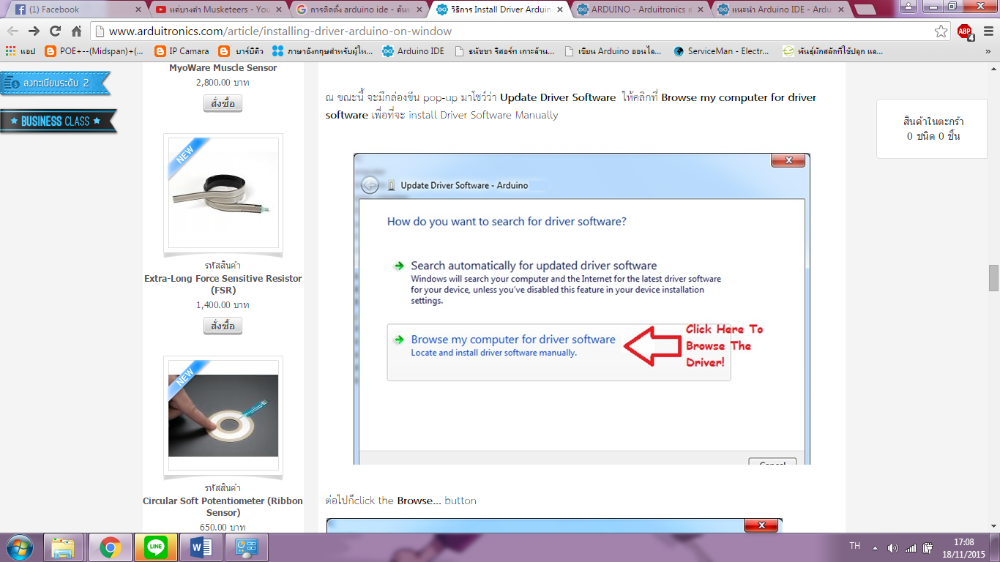 (1) Facebook
แค่บางคำ Musketeers - You
การติดตั้ง arduino ide - ค้นห
วิธีการ Install Driver Arduin
ARDUINO - Arduitronics
แนะนำ Arduino IDE - Ardu
www.arduitronics.com/article/installing-driver-arduino-on-window
ABP
4
แอป
POE+--(Midspan)+(...
IP Camara
บาร์บีคิว
ภาษาอังกฤษสำหรับผู้ให...
Arduino IDE
ธนัชชา รีสอร์ท เกาะล้าน...
เขียน Arduino ออนไล...
ServiceMan - Electr...
พันธุ์ผักสลัดที่ใช้ปลูก แล...
»
ลงทะเบียนระดับ 2
BUSINESS CLASS
MyoWare Muscle Sensor
2,800.00 บาท
สั่งซื้อ
NEW
รหัสสินค้า
Extra-Long Force Sensitive Resistor
(FSR)
1,400.00 บาท
สั่งซื้อ
NEW
รหัสสินค้า
Circular Soft Potentiometer (Ribbon
Sensor)
650.00 บาท
ณ ขณะนี้ จะมีกล่องขึน pop-up มาโชว์ว่า Update Driver Software ให้คลิกที่ Browse my computer for driver
software เพื่อที่จะ install Driver Software Manually
Update Driver Software - Arduino
How do you want to search for driver software?
Search automatically for updated driver software
Windows will search your computer and the Internet for the latest driver software
for your device, unless you've disabled this feature in your device installation
settings.
Browse my computer for driver software
Locate and install driver software manually.
Click Here To
Browse The
Driver!
Cancel
ต่อไปก็click the Browse... button
สินค้าในตะกร้า
0 ชนิด 0 ชิ้น
LINE
TH
17:08
18/11/2015